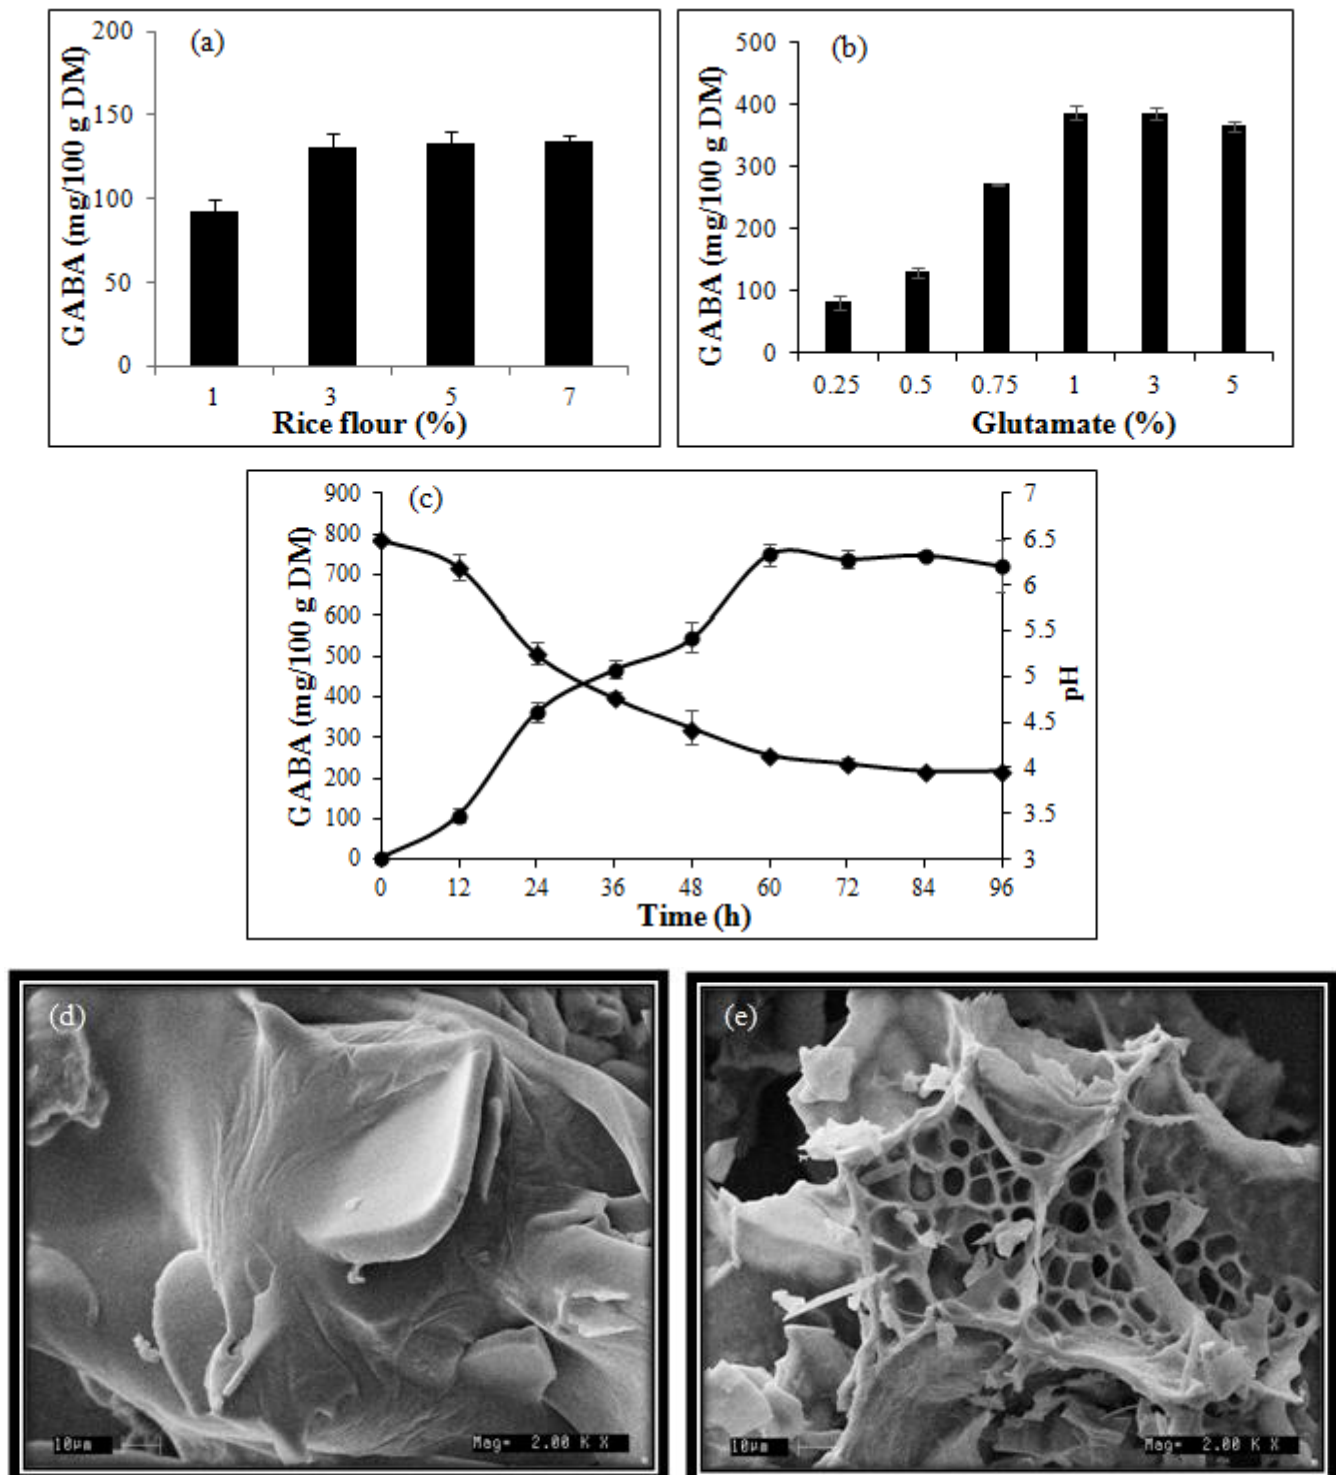 (a)
GABA (mg/100 g DM)
200
150
100
50
0
1 3 5 7
Rice flour (%)
(b)
GABA (mg/100 g DM)
500
400
300
200
100
0
0.25 0.5 0.75 1 3 5
Glutamate (%)
(c)
GABA (mg/100 g DM)
900
800
700
600
500
400
300
200
100
0
7
6.5
6
5.5
5
4.5
4
3.5
3
pH
0 12 24 36 48 60 72 84 96
Time (h)
(d)
10µm Mag= 2.00 K X
(e)
10µm Mag= 2.00 K X